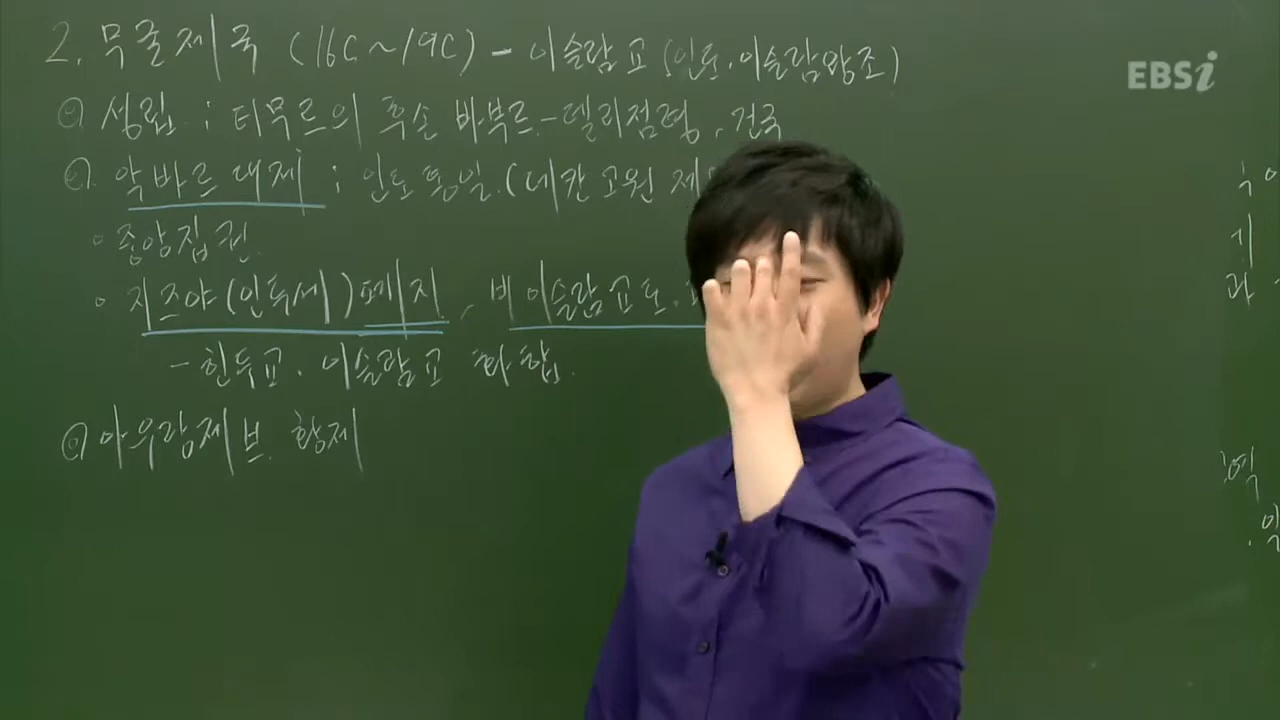 2. 무굴제국 (16C~19C) - 이슬람교 (인도·이슬람왕조)
EBSi
① 성립 : 티무르의 후손 바부르-델리점령, 건국
② 악바르 대제 : 인도통일.(데칸고원 제
· 중앙집권
· 지즈야(인두세)폐지, 비이슬람교도
- 힌두교. 이슬람교 화합.
③ 아우랑제브 황제